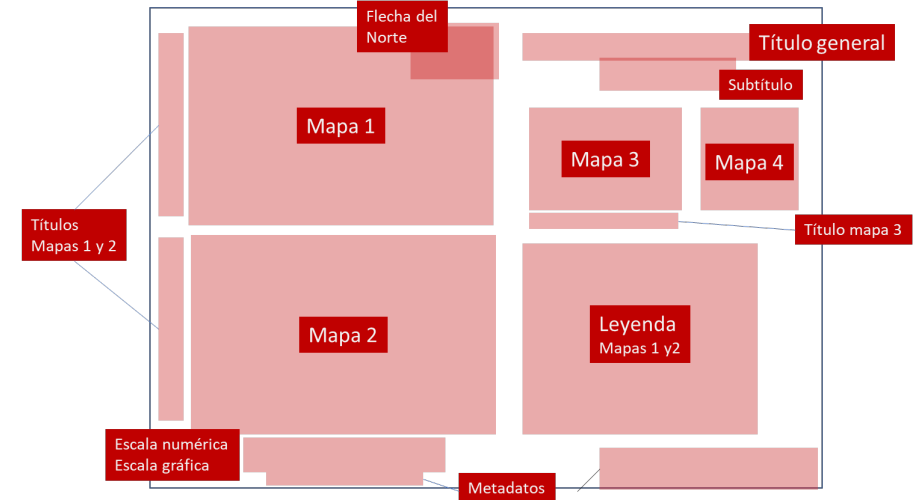 Flecha del
Norte
Título general
Subtítulo
Mapa 1
Mapa 3
Mapa 4
Títulos
Mapas 1 y 2
Título mapa 3
Mapa 2
Leyenda
Mapas 1 y2
Escala numérica
Escala gráfica
Metadatos